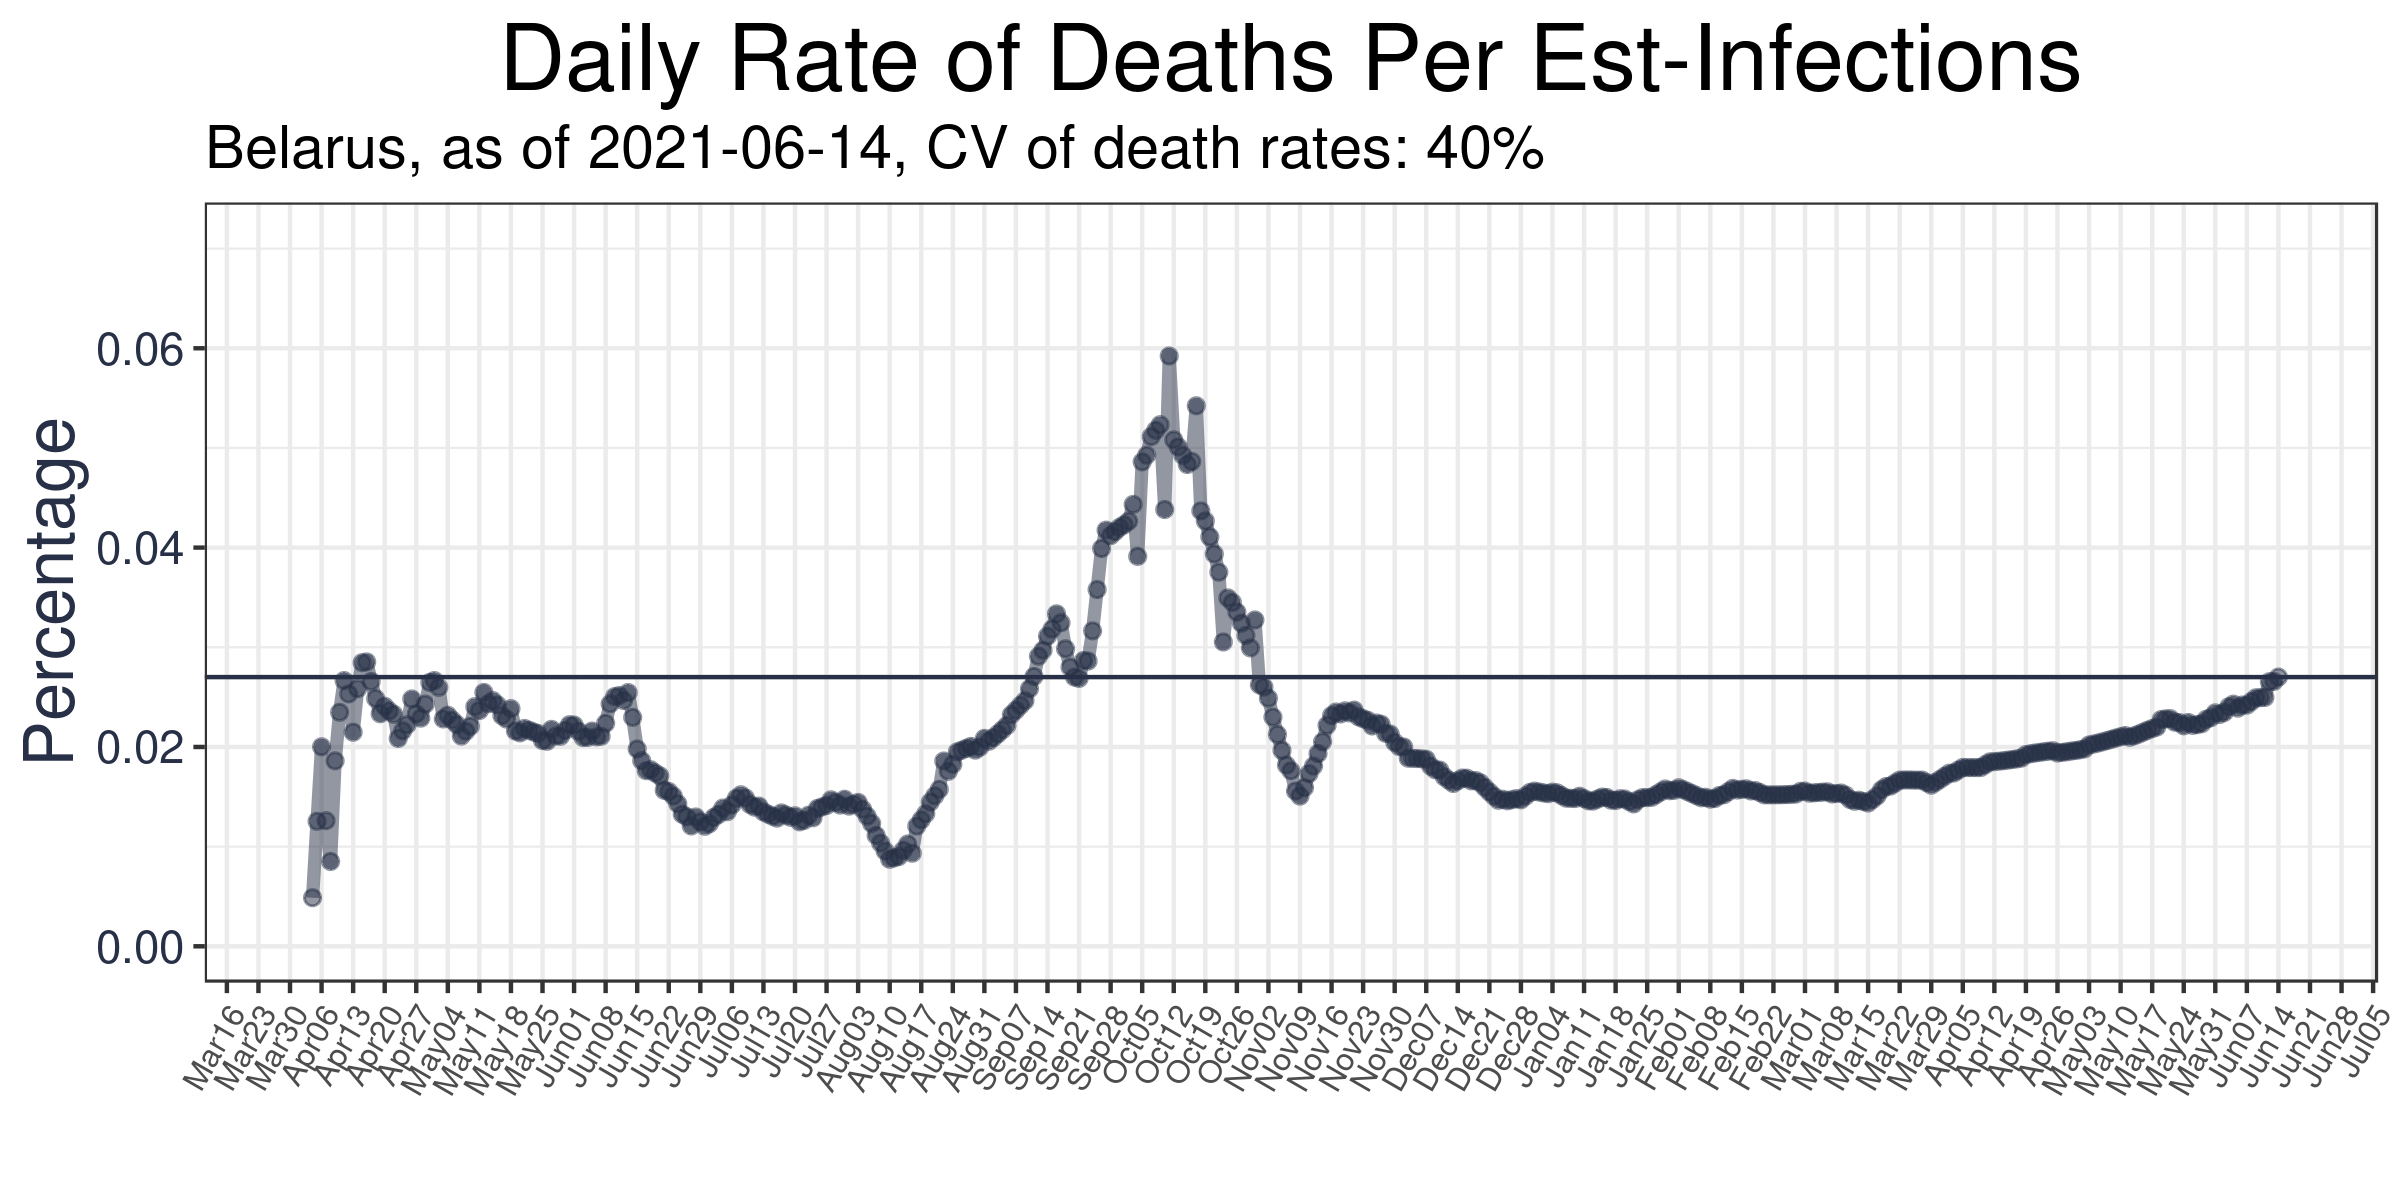 Daily Rate of Deaths Per Est-Infections
Belarus, as of 2021-06-14, CV of death rates: 40%
Percentage
0.06
0.04
0.02
0.00
Mar16
Mar23
Mar30
Apr06
Apr13
Apr20
Apr27
May04
May11
May18
May25
Jun01
Jun08
Jun15
Jun22
Jun29
Jul06
Jul13
Jul20
Jul27
Aug03
Aug10
Aug17
Aug24
Aug31
Sep07
Sep14
Sep21
Sep28
Oct05
Oct12
Oct19
Oct26
Nov02
Nov09
Nov16
Nov23
Nov30
Dec07
Dec14
Dec21
Dec28
Jan04
Jan11
Jan18
Jan25
Feb01
Feb08
Feb15
Feb22
Mar01
Mar08
Mar15
Mar22
Mar29
Apr05
Apr12
Apr19
Apr26
May03
May10
May17
May24
May31
Jun07
Jun14
Jun21
Jun28
Jul05